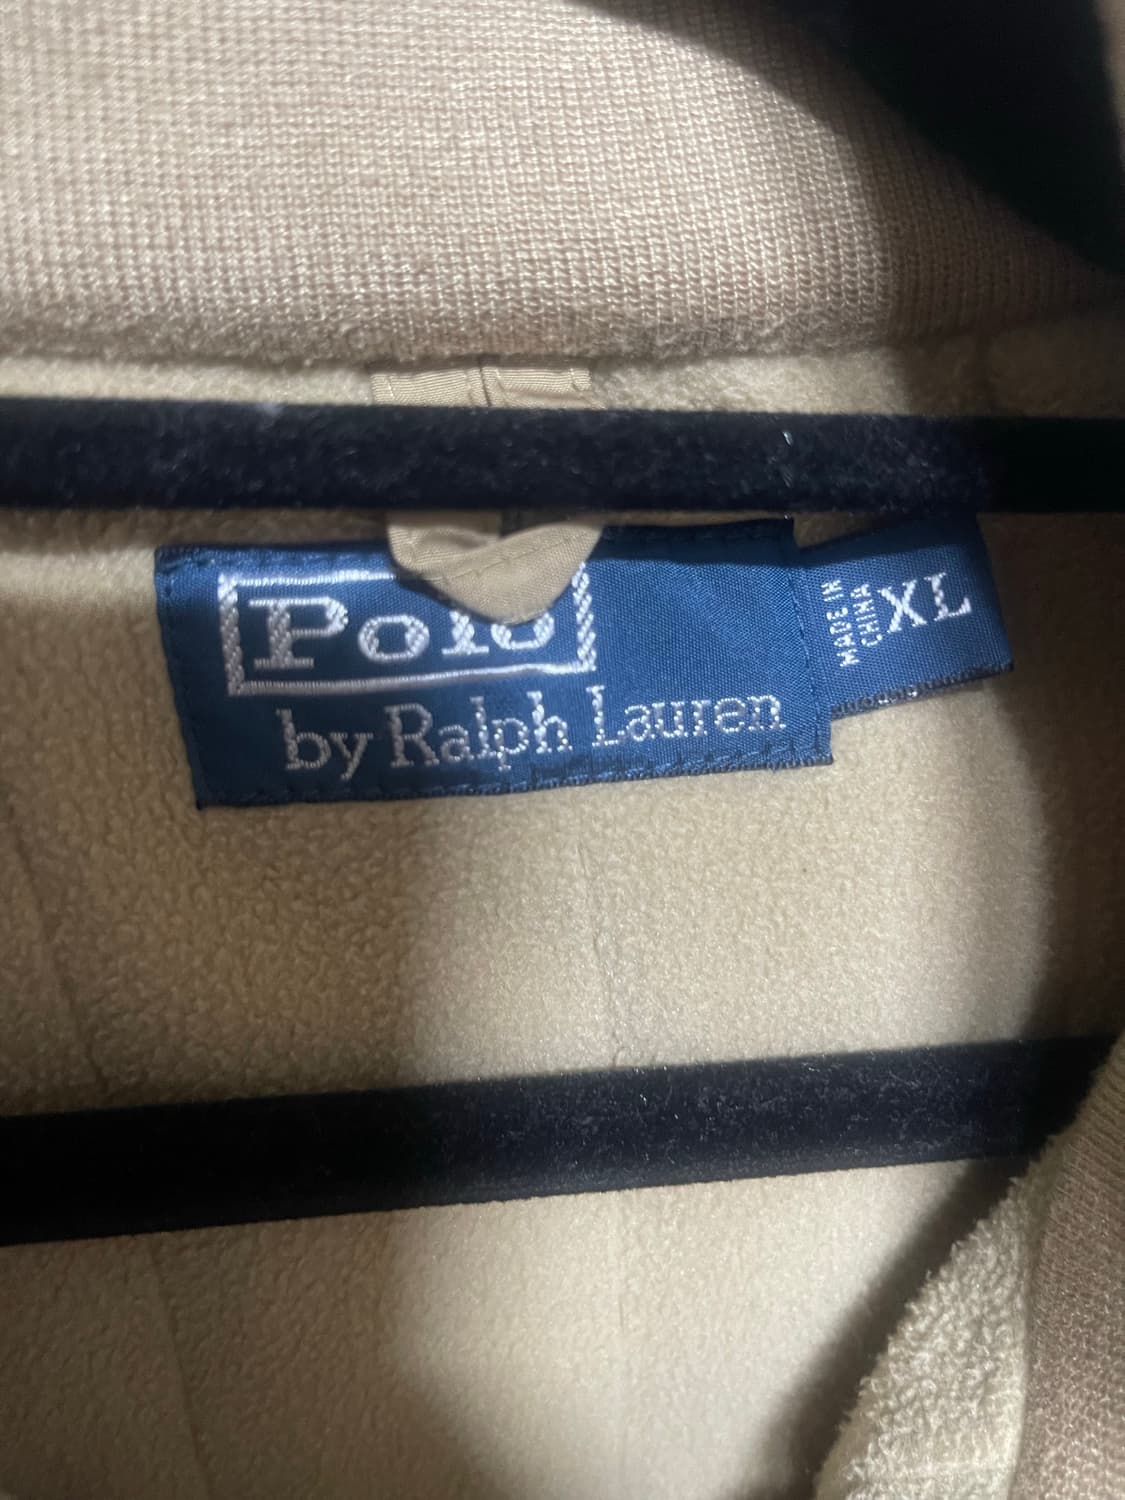 Polo
by Ralph Lauren
MADE IN
CHINA
XL